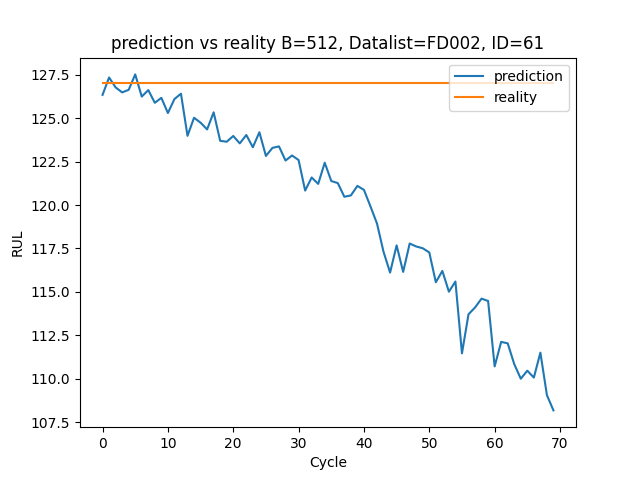 prediction vs reality B=512, Datalist=FD002, ID=61
prediction
reality
RUL
127.5
125.0
122.5
120.0
117.5
115.0
112.5
110.0
107.5
0 10 20 30 40 50 60 70
Cycle